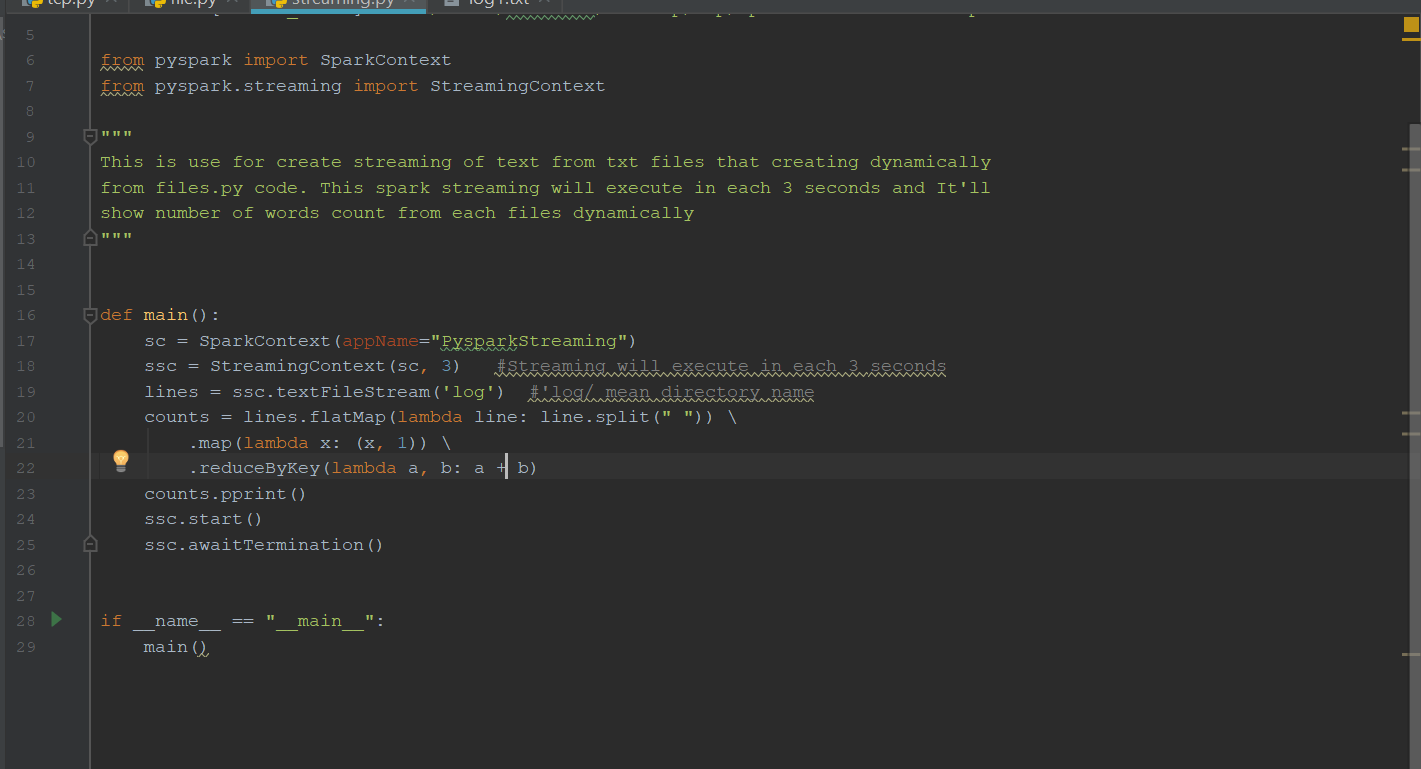 tcp.py file.py streaming.py log1.txt
5
6 from pyspark import SparkContext
7 from pyspark.streaming import StreamingContext
8
9 """
10 This is use for create streaming of text from txt files that creating dynamically
11 from files.py code. This spark streaming will execute in each 3 seconds and It'll
12 show number of words count from each files dynamically
13 """
14
15
16 def main():
17     sc = SparkContext(appName="PysparkStreaming")
18     ssc = StreamingContext(sc, 3)   #Streaming will execute in each 3 seconds
19     lines = ssc.textFileStream('log')  #'log/ mean directory name
20     counts = lines.flatMap(lambda line: line.split(" ")) \
21         .map(lambda x: (x, 1)) \
22         .reduceByKey(lambda a, b: a + b)
23     counts.pprint()
24     ssc.start()
25     ssc.awaitTermination()
26
27
28 if __name__ == "__main__":
29     main()